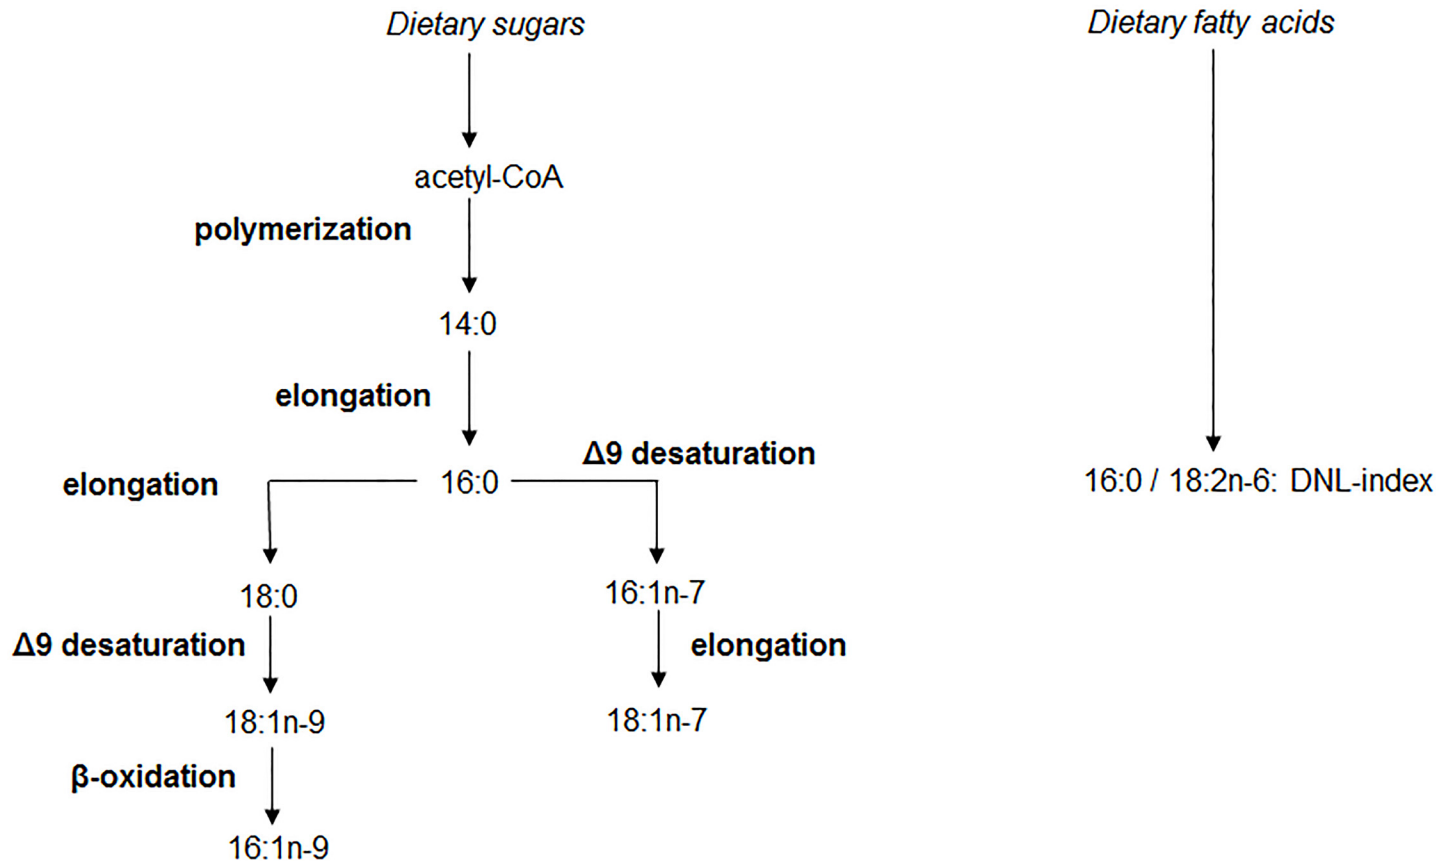 Dietary sugars
Dietary fatty acids
acetyl-CoA
polymerization
14:0
elongation
Δ9 desaturation
elongation
16:0
16:0 / 18:2n-6: DNL-index
18:0
16:1n-7
Δ9 desaturation
elongation
18:1n-9
18:1n-7
β-oxidation
16:1n-9